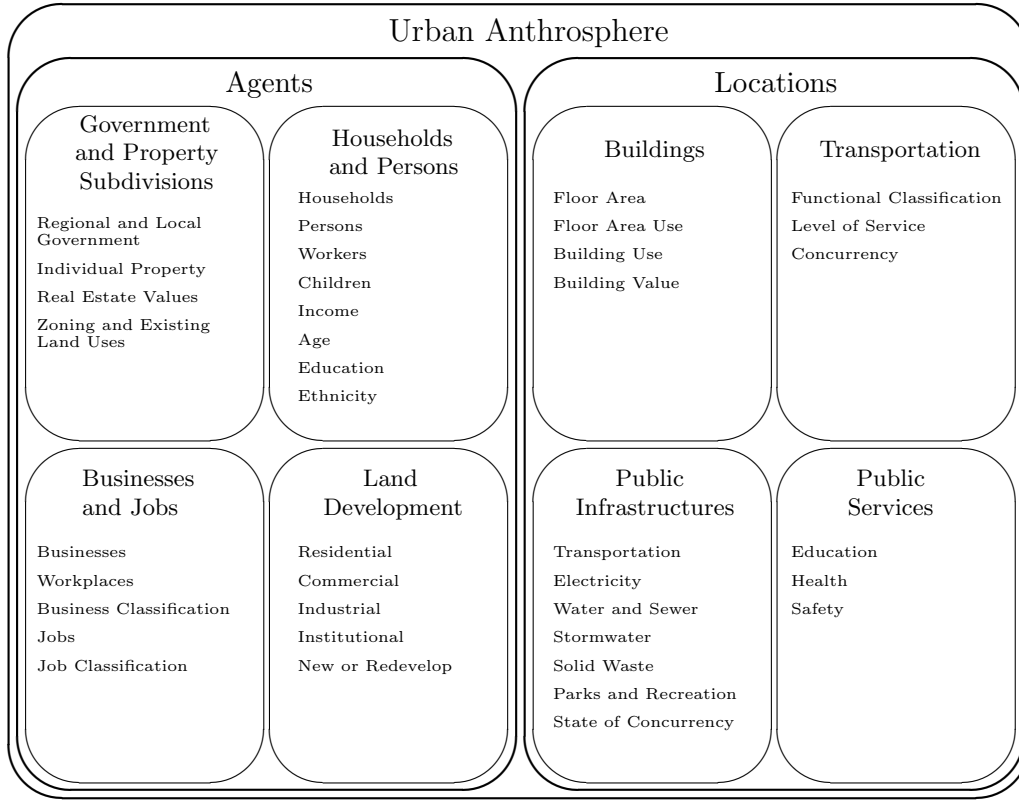 Urban Anthrosphere
Agents
Government
and Property
Subdivisions
Regional and Local
Government
Individual Property
Real Estate Values
Zoning and Existing
Land Uses
Households
and Persons
Households
Persons
Workers
Children
Income
Age
Education
Ethnicity
Businesses
and Jobs
Businesses
Workplaces
Business Classification
Jobs
Job Classification
Land
Development
Residential
Commercial
Industrial
Institutional
New or Redevelop
Locations
Buildings
Floor Area
Floor Area Use
Building Use
Building Value
Transportation
Functional Classification
Level of Service
Concurrency
Public
Infrastructures
Transportation
Electricity
Water and Sewer
Stormwater
Solid Waste
Parks and Recreation
State of Concurrency
Public
Services
Education
Health
Safety